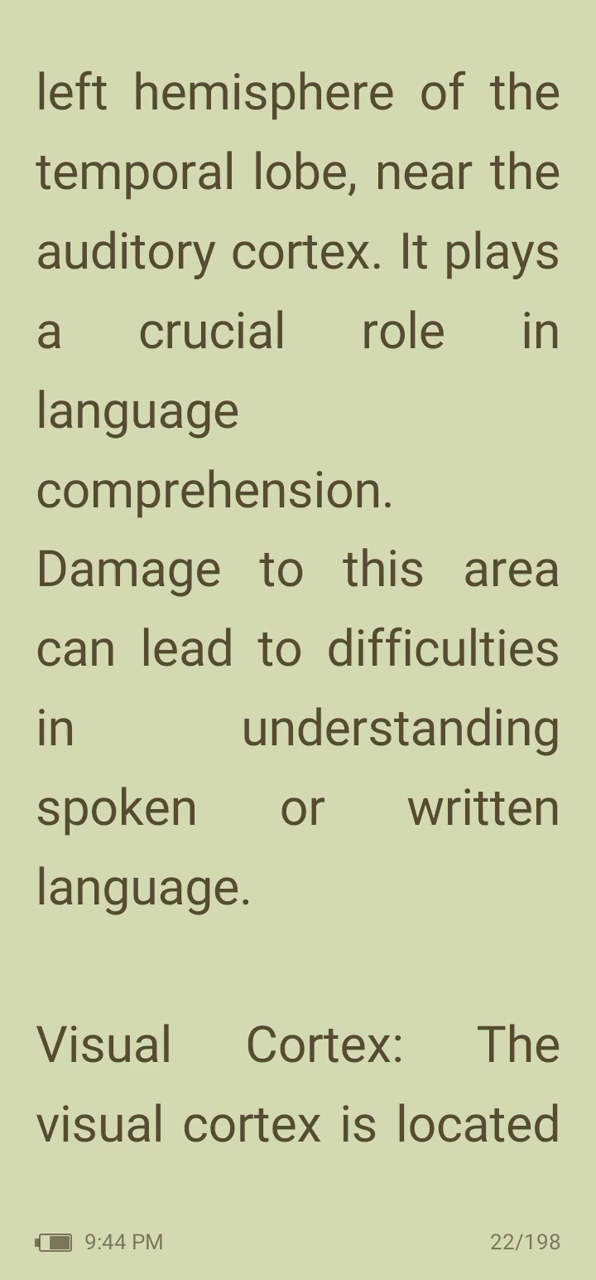 left hemisphere of the
temporal lobe, near the
auditory cortex. It plays
a crucial role in
language
comprehension.
Damage to this area
can lead to difficulties
in understanding
spoken or written
language.
Visual Cortex: The
visual cortex is located
9:44 PM 22/198